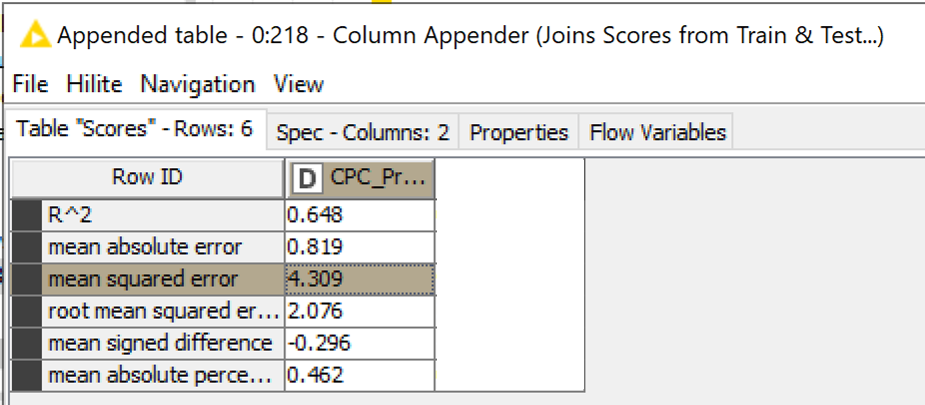 Appended table - 0:218 - Column Appender (Joins Scores from Train & Test...)
File Hilite Navigation View
Table "Scores" - Rows: 6 Spec - Columns: 2 Properties Flow Variables
Row ID D CPC_Pr...
R^2 0.648
mean absolute error 0.819
mean squared error 4.309
root mean squared er... 2.076
mean signed difference -0.296
mean absolute perce... 0.462